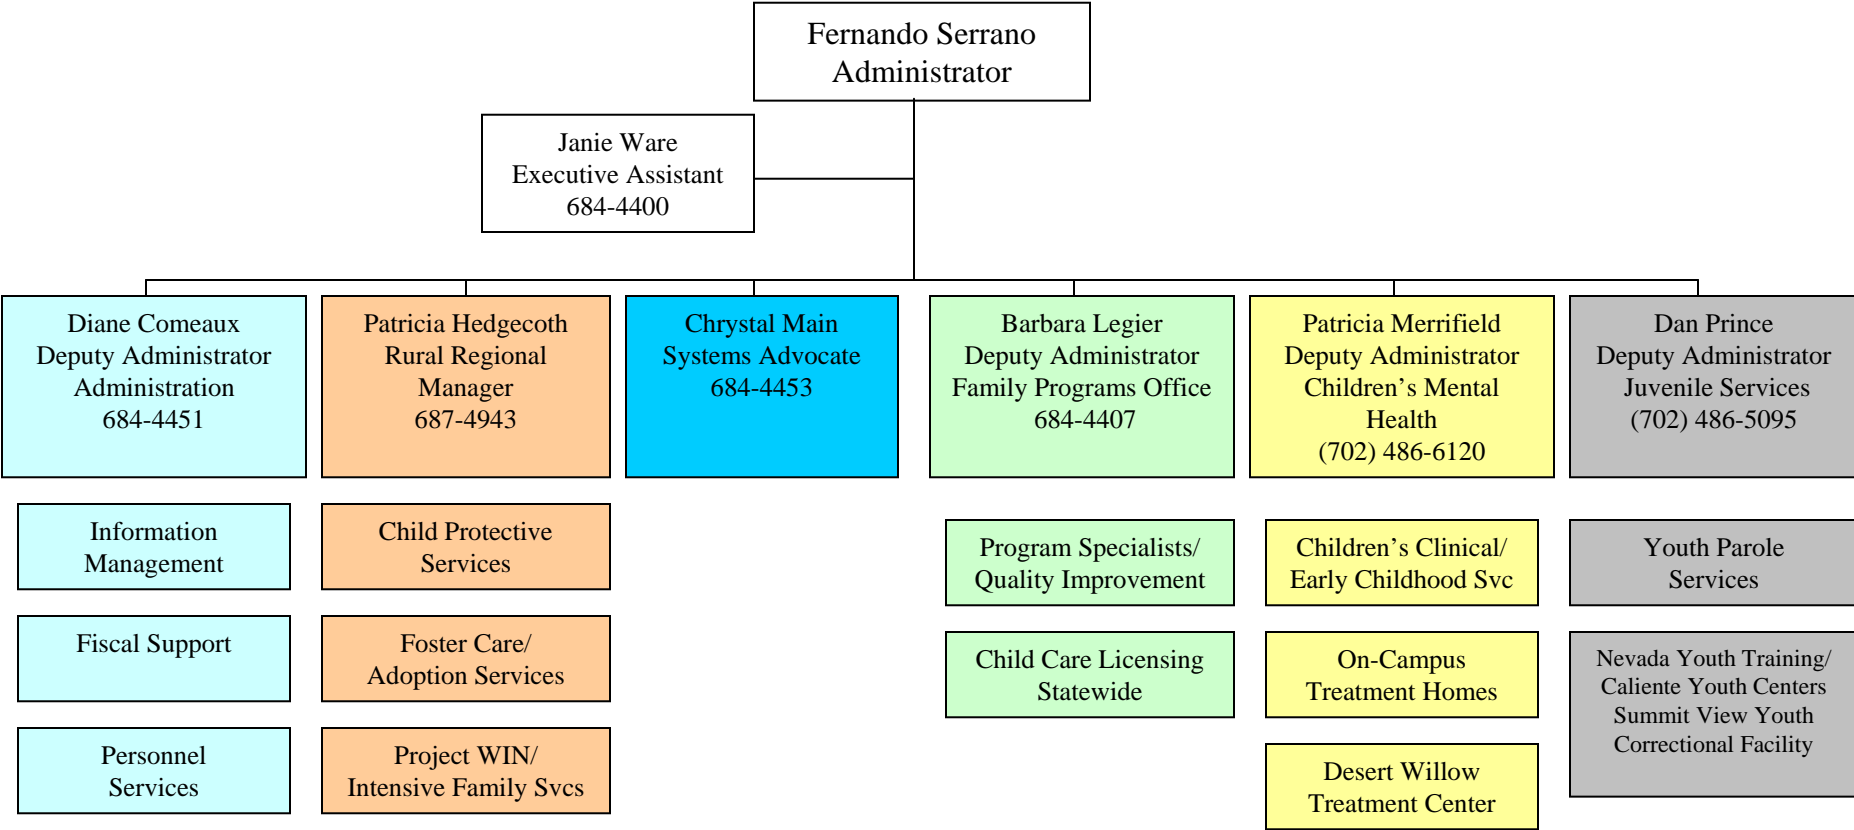 Fernando Serrano
Administrator
Janie Ware
Executive Assistant
684-4400
Diane Comeaux
Deputy Administrator
Administration
684-4451
Patricia Hedgecoth
Rural Regional
Manager
687-4943
Chrystal Main
Systems Advocate
684-4453
Barbara Legier
Deputy Administrator
Family Programs Office
684-4407
Patricia Merrifield
Deputy Administrator
Children’s Mental
Health
(702) 486-6120
Dan Prince
Deputy Administrator
Juvenile Services
(702) 486-5095
Information
Management
Fiscal Support
Personnel
Services
Child Protective
Services
Foster Care/
Adoption Services
Project WIN/
Intensive Family Svcs
Program Specialists/
Quality Improvement
Child Care Licensing
Statewide
Children’s Clinical/
Early Childhood Svc
On-Campus
Treatment Homes
Desert Willow
Treatment Center
Youth Parole
Services
Nevada Youth Training/
Caliente Youth Centers
Summit View Youth
Correctional Facility